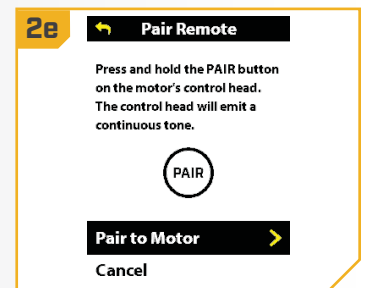 2e
Pair Remote
Press and hold the PAIR button
on the motor's control head.
The control head will emit a
continuous tone.
PAIR
Pair to Motor
Cancel